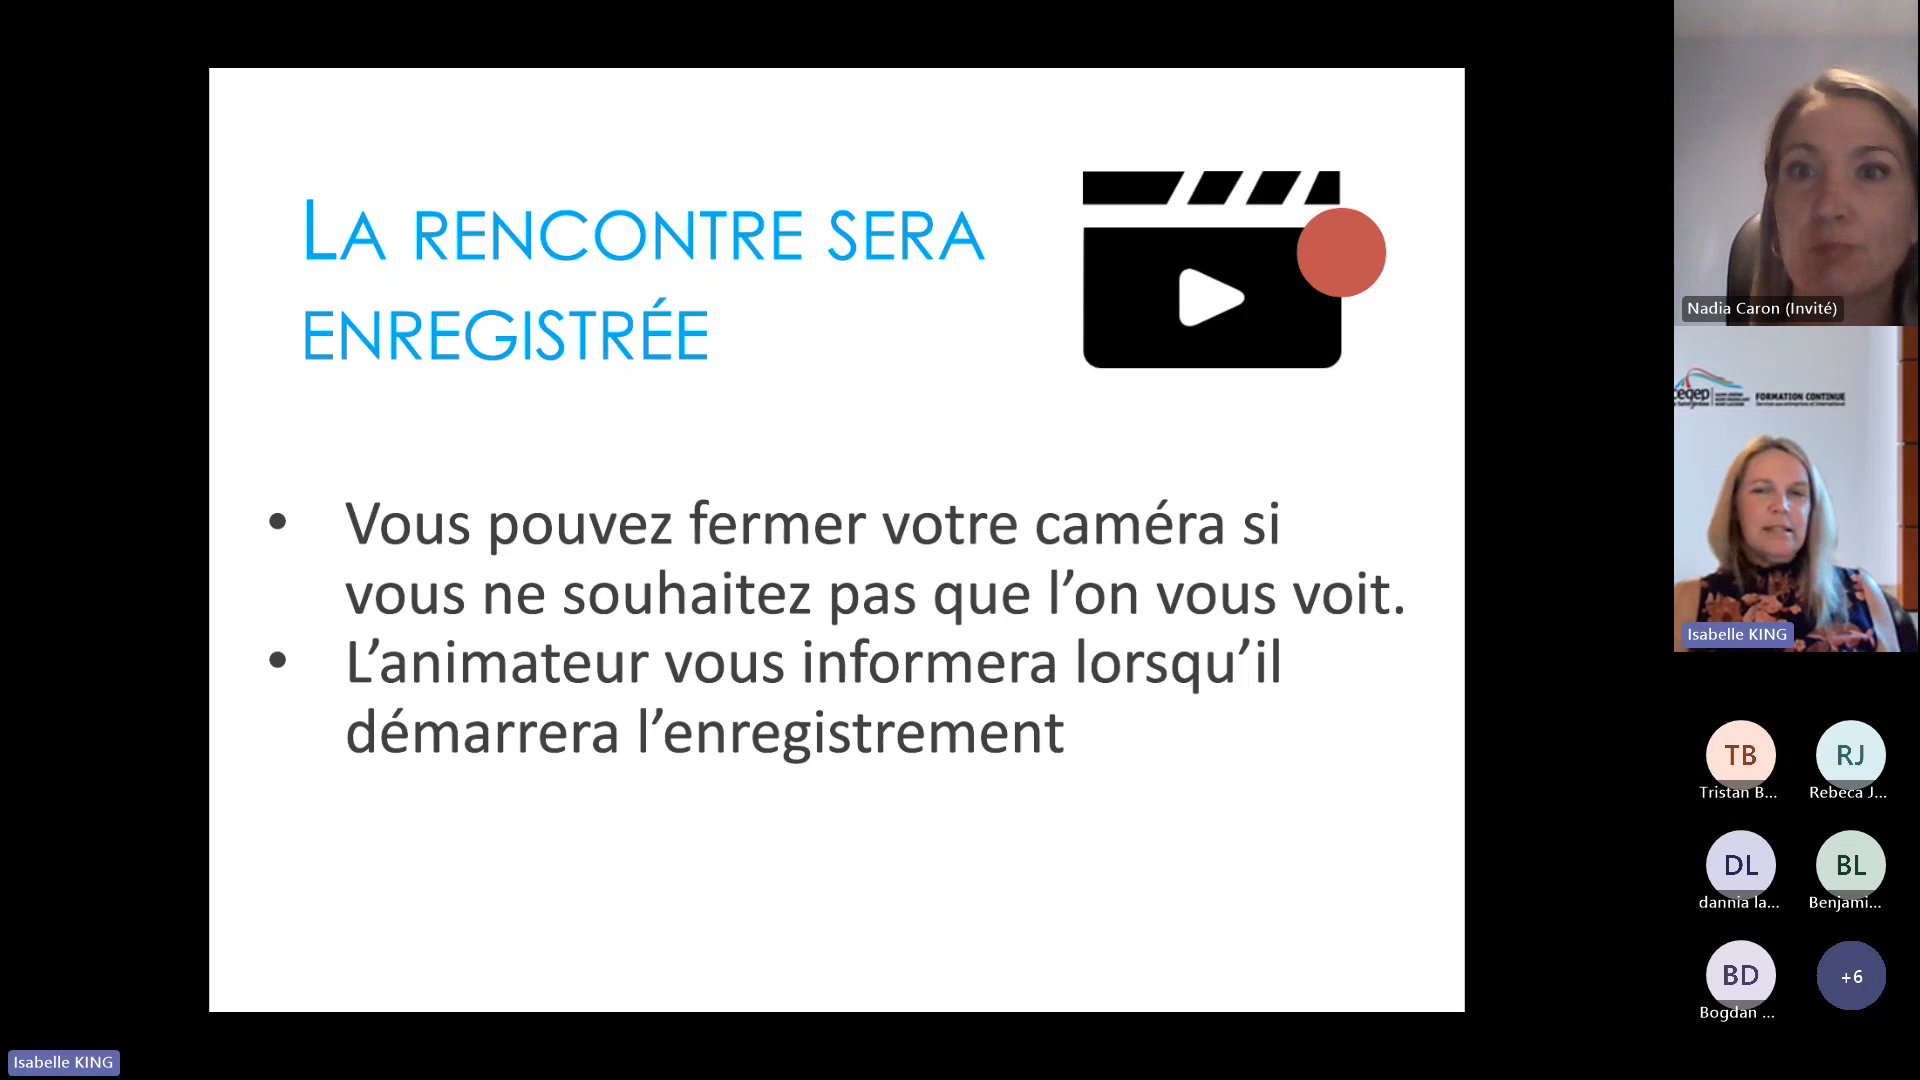 La rencontre sera
enregistrée
• Vous pouvez fermer votre caméra si
vous ne souhaitez pas que l’on vous voit.
• L’animateur vous informera lorsqu’il
démarrera l’enregistrement
Nadia Caron (Invité)
cegep
FORMATION CONTINUE
Isabelle KING
TB
RJ
Tristan B...
Rebeca J...
DL
BL
dannia la...
Benjami...
BD
+6
Bogdan ...
Isabelle KING